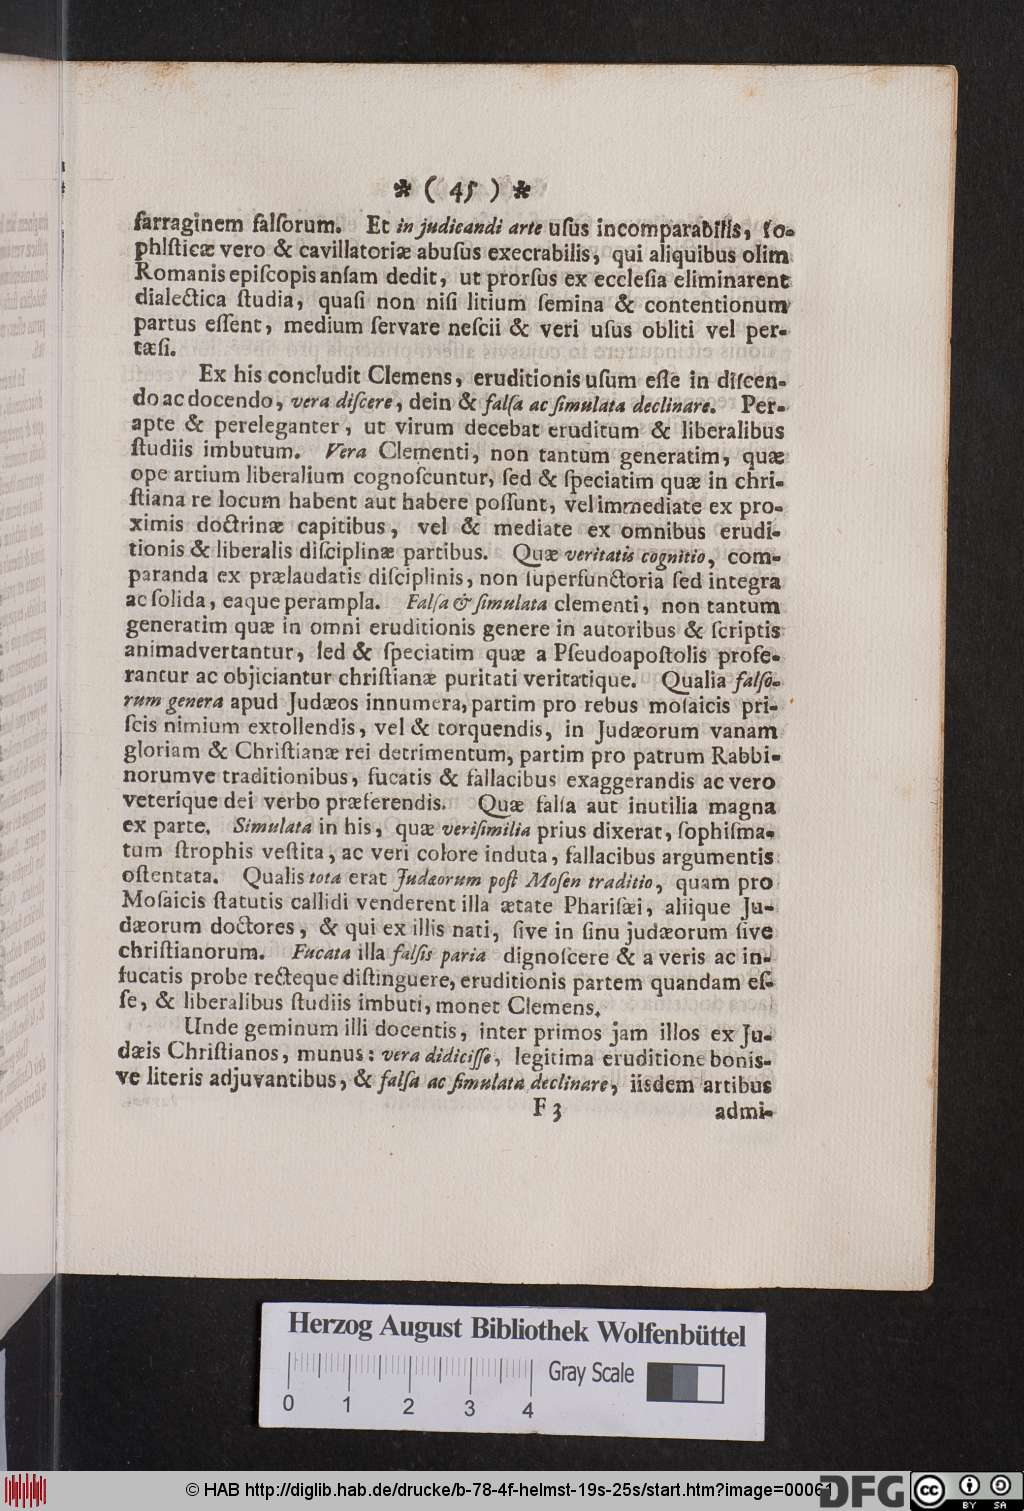 * ( 45 ) *
farraginem falſorum. Et in judicandi arte uſus incomparabilis, ſo-
phiſticæ vero & cavillatoriæ abuſus execrabilis, qui aliquibus olim
Romanis epiſcopis anſam dedit, ut prorſus ex eccleſia eliminarent
dialectica ſtudia, quaſi non niſi litium ſemina & contentionum
partus eſſent, medium ſervare neſcii & veri uſus obliti vel per-
tæſi.
Ex his concludit Clemens, eruditionis uſum eſſe in diſcen-
do ac docendo, vera diſcere, dein & falſa ac ſimulata declinare. Per-
apte & pereleganter, ut virum decebat eruditum & liberalibus
ſtudiis imbutum. Vera Clementi, non tantum generatim, quæ
ope artium liberalium cognoſcuntur, ſed & ſpeciatim quæ in chri-
ſtiana re locum habent aut habere poſſunt, vel immediate ex pro-
ximis doctrinæ capitibus, vel & mediate ex omnibus erudi-
tionis & liberalis diſciplinæ partibus. Quæ veritatis cognitio, com-
paranda ex prælaudatis diſciplinis, non ſuperfunctoria ſed integra
ac ſolida, eaque perampla. Falſa & ſimulata clementi, non tantum
generatim quæ in omni eruditionis genere in autoribus & ſcriptis
animadvertantur, ſed & ſpeciatim quæ a Pſeudoapoſtolis profe-
rantur ac objiciantur chriſtianæ puritati veritatique. Qualia falſo-
rum genera apud Judæos innumera, partim pro rebus moſaicis pri-
ſcis nimium extollendis, vel & torquendis, in Judæorum vanam
gloriam & Chriſtianæ rei detrimentum, partim pro patrum Rabbi-
norumve traditionibus, fucatis & fallacibus exaggerandis ac vero
veterique dei verbo præferendis. Quæ falſa aut inutilia magna
ex parte. Simulata in his, quæ veriſimilia prius dixerat, ſophiſma-
tum ſtrophis veſtita, ac veri colore induta, fallacibus argumentis
oſtentata. Qualis tota erat Judæorum poſt Moſen traditio, quam pro
Moſaicis ſtatutis callidi venderent illa ætate Phariſæi, aliique Ju-
dæorum doctores, & qui ex illis nati, ſive in ſinu judæorum ſive
chriſtianorum. Fucata illa falſis paria dignoſcere & a veris ac in-
fucatis probe recteque diſtinguere, eruditionis partem quandam eſ-
ſe, & liberalibus ſtudiis imbuti, monet Clemens.
Unde geminum illi docentis, inter primos jam illos ex Ju-
dæis Chriſtianos, munus: vera didiciſſe, legitima eruditione bonis-
ve literis adjuvantibus, & falſa ac ſimulata declinare, iisdem artibus
F 3 admi-
Herzog August Bibliothek Wolfenbüttel
Gray Scale
0 1 2 3 4
© HAB http://diglib.hab.de/drucke/b-78-4f-helmst-19s-25s/start.htm?image=00061
DFG
cc BY SA